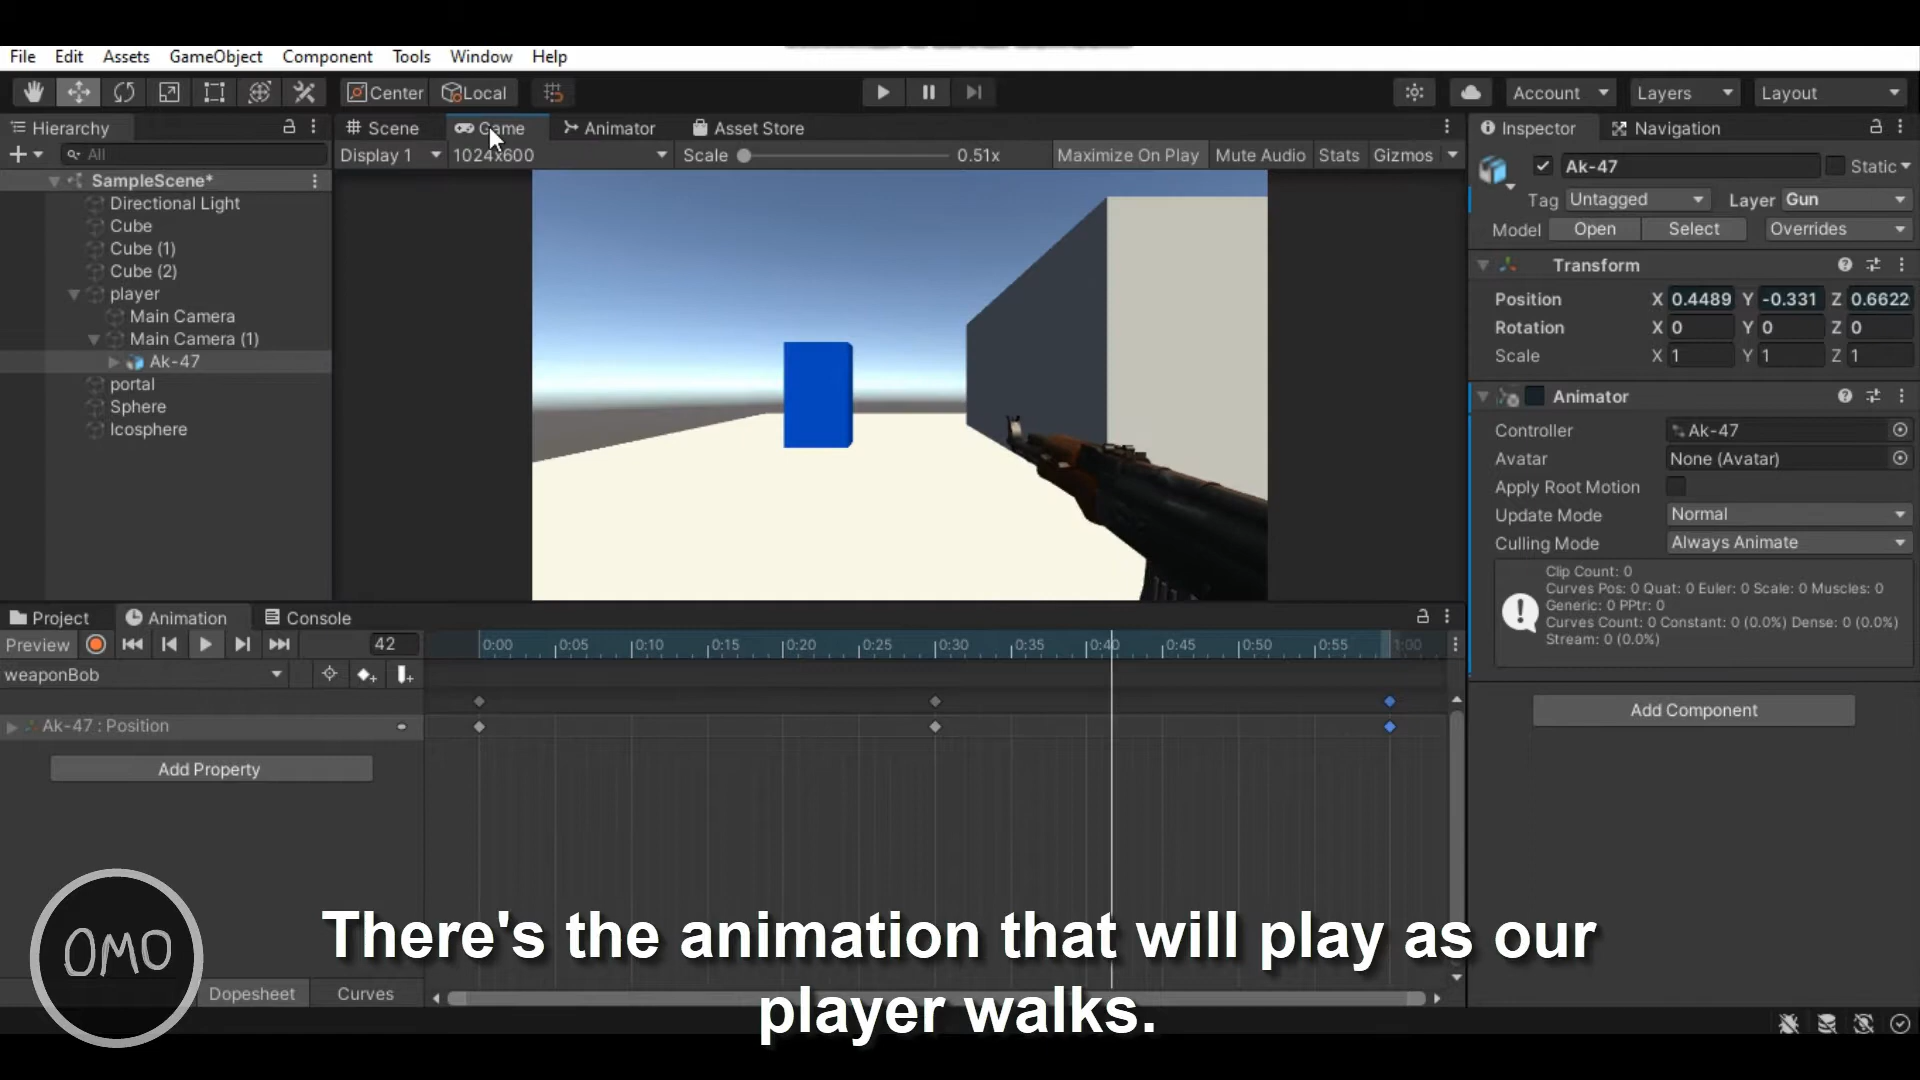 File Edit Assets GameObject Component Tools Window Help
Center Local Account Layers Layout
Hierarchy Scene Game Animator Asset Store Inspector Navigation
All Display 1 1024x600 Scale 0.51x Maximize On Play Mute Audio Stats Gizmos
SampleScene*
Directional Light
Cube
Cube (1)
Cube (2)
player
Main Camera
Main Camera (1)
Ak-47
portal
Sphere
Icosphere
Ak-47 Static
Tag Untagged Layer Gun
Model Open Select Overrides
Transform
Position X 0.4489 Y -0.331 Z 0.6622
Rotation X 0 Y 0 Z 0
Scale X 1 Y 1 Z 1
Animator
Controller Ak-47
Avatar None (Avatar)
Apply Root Motion
Update Mode Normal
Culling Mode Always Animate
Clip Count: 0
Curves Pos: 0 Quat: 0 Euler: 0 Scale: 0 Muscles: 0
Generic: 0 PPtr: 0
Curves Count: 0 Constant: 0 (0.0%) Dense: 0 (0.0%)
Stream: 0 (0.0%)
Add Component
Project Animation Console
Preview 42 0:00 0:05 0:10 0:15 0:20 0:25 0:30 0:35 0:40 0:45 0:50 0:55 1:00
weaponBob
Ak-47 : Position
Add Property
Dopesheet Curves
OMO
There's the animation that will play as our
player walks.